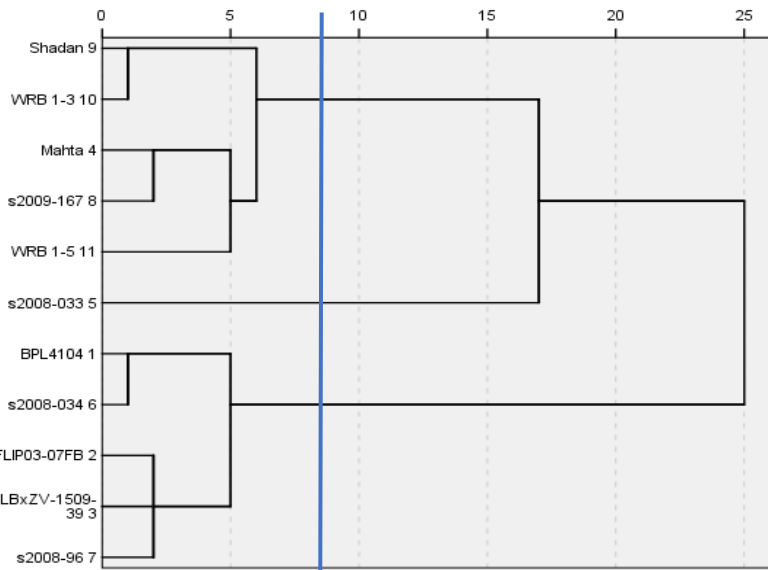 0 5 10 15 20 25
Shadan 9
WRB 1-3 10
Mahta 4
s2009-167 8
WRB 1-5 11
s2008-033 5
BPL4104 1
s2008-034 6
FLIP03-07FB 2
LBxZV-1509-
39 3
s2008-96 7